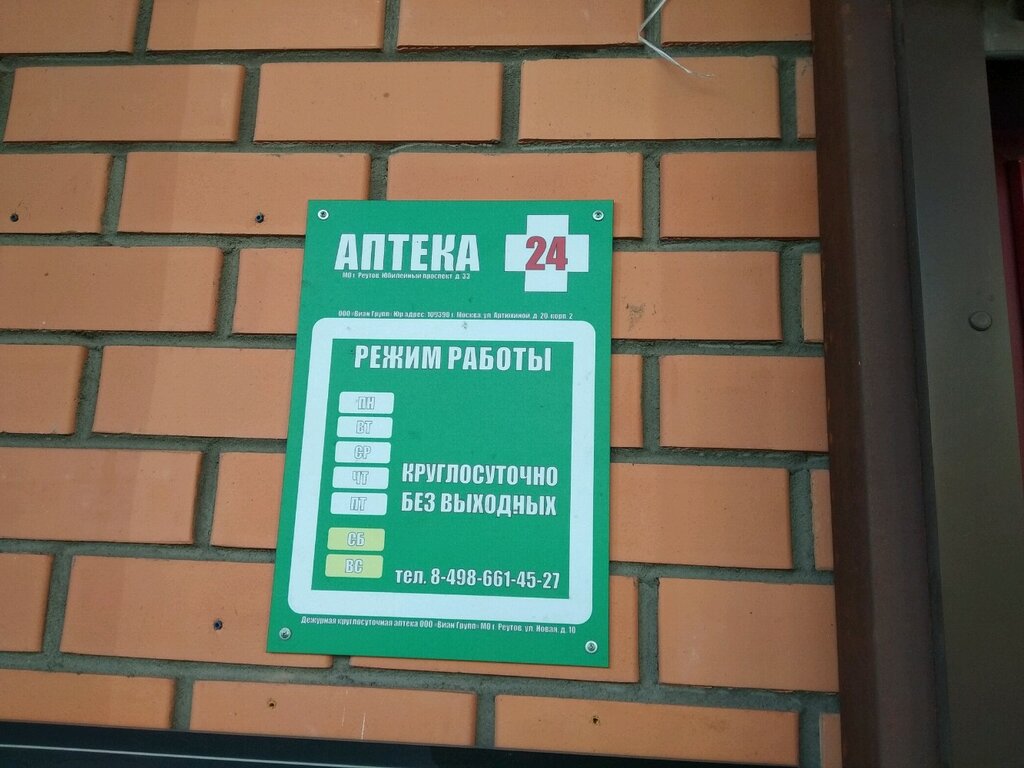 АПТЕКА
24
МО г. Реутов, Юбилейный проспект, д. 33
ООО «Виан Групп» Юр.адрес: 109390 г. Москва, ул. Артюхиной, д. 20, корп. 2
РЕЖИМ РАБОТЫ
ПН
ВТ
СР
ЧТ
ПТ
СБ
ВС
КРУГЛОСУТОЧНО
БЕЗ ВЫХОДНЫХ
тел. 8-498-661-45-27
Дежурная круглосуточная аптека ООО «Виан Групп» МО г. Реутов, ул. Новая, д. 10